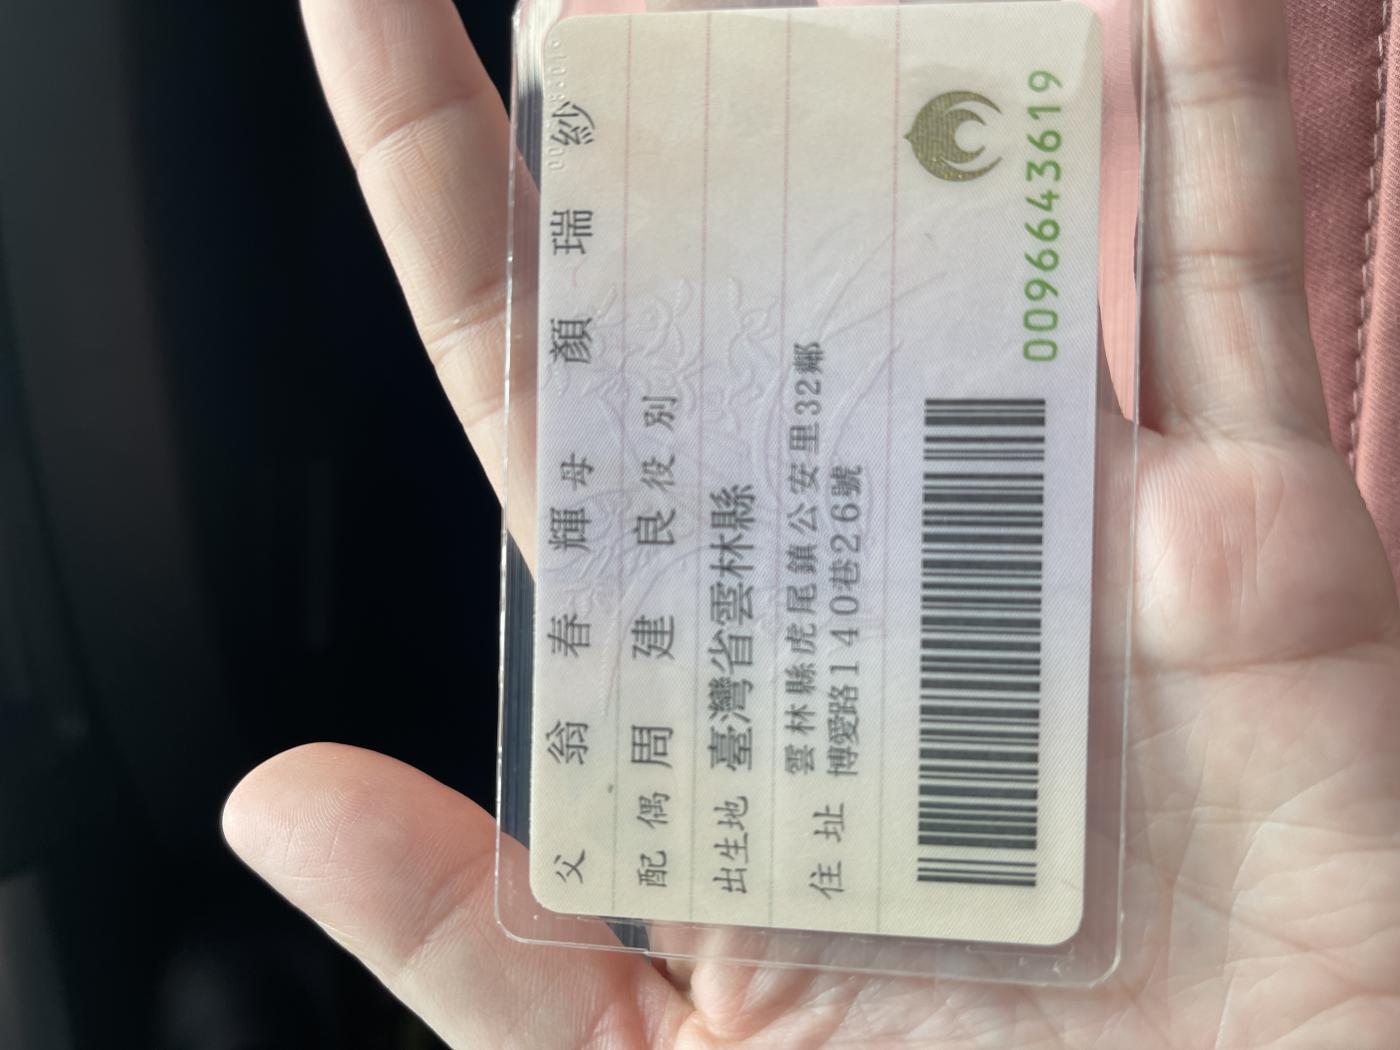 父 翁春輝 母 顏瑞紗
配偶 周建良 役別
出生地 臺灣省雲林縣
住址 雲林縣虎尾鎮公安里32鄰
博愛路140巷26號
0096643619